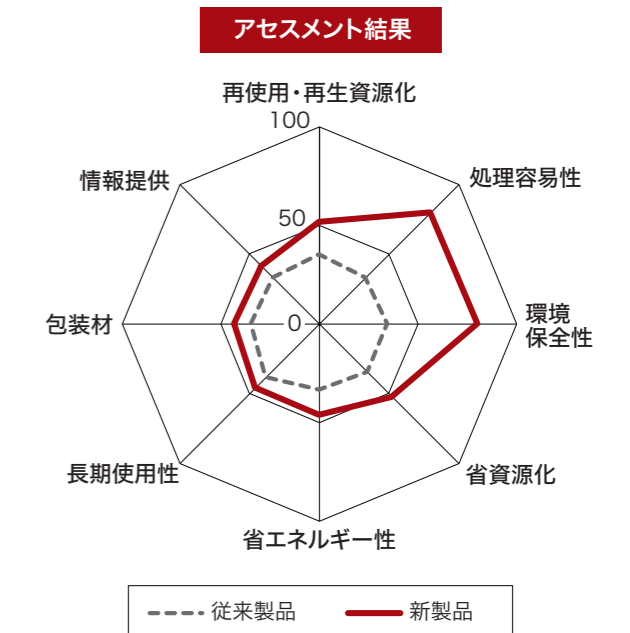 アセスメント結果
再使用・再生資源化
100
情報提供
処理容易性
50
包装材
0
環境
保全性
長期使用性
省資源化
省エネルギー性
従来製品
新製品